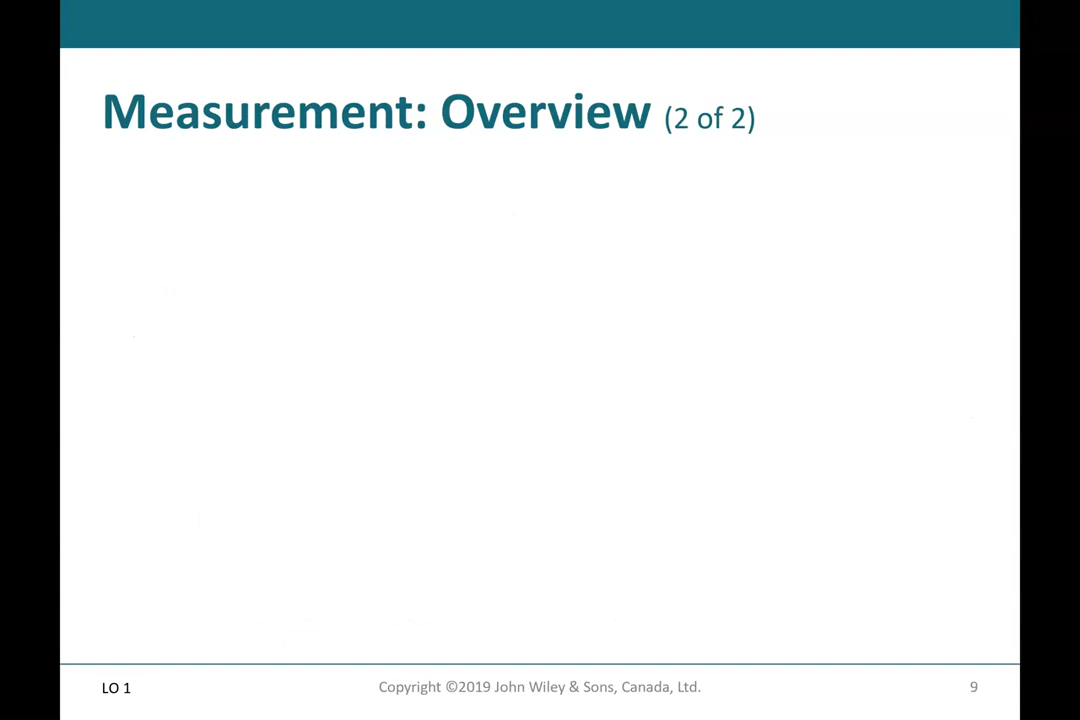 Measurement: Overview (2 of 2)
LO 1
Copyright ©2019 John Wiley & Sons, Canada, Ltd.
9